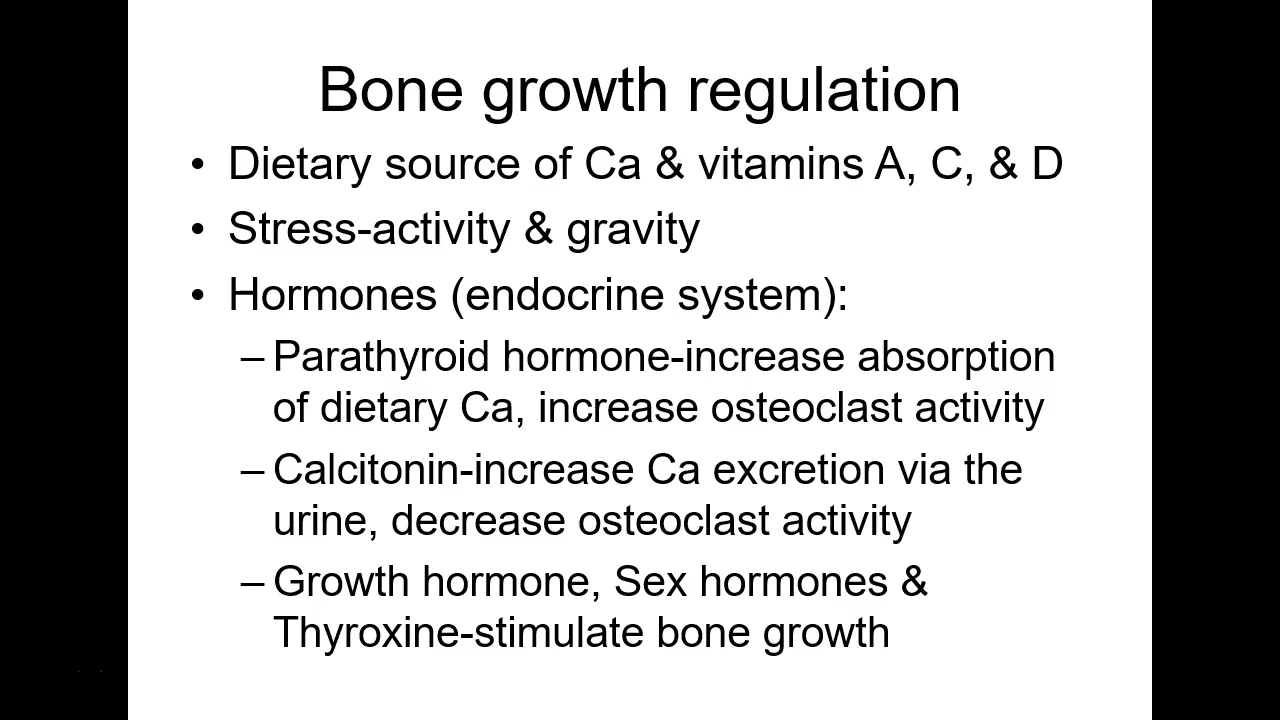 Bone growth regulation
• Dietary source of Ca & vitamins A, C, & D
• Stress-activity & gravity
• Hormones (endocrine system):
– Parathyroid hormone-increase absorption
of dietary Ca, increase osteoclast activity
– Calcitonin-increase Ca excretion via the
urine, decrease osteoclast activity
– Growth hormone, Sex hormones &
Thyroxine-stimulate bone growth